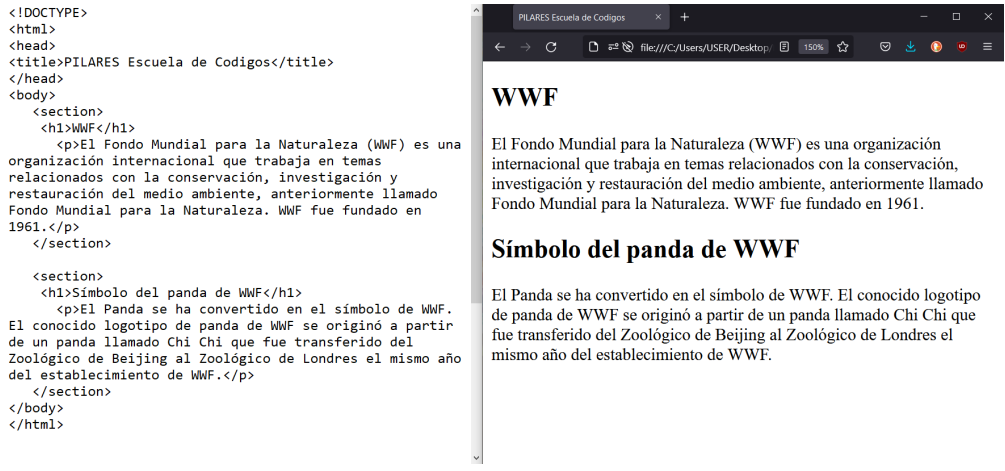 <!DOCTYPE>
<html>
<head>
<title>PILARES Escuela de Codigos</title>
</head>
<body>
<section>
<h1>WWF</h1>
<p>El Fondo Mundial para la Naturaleza (WWF) es una
organización internacional que trabaja en temas
relacionados con la conservación, investigación y
restauración del medio ambiente, anteriormente llamado
Fondo Mundial para la Naturaleza. WWF fue fundado en
1961.</p>
</section>
<section>
<h1>Símbolo del panda de WWF</h1>
<p>El Panda se ha convertido en el símbolo de WWF.
El conocido logotipo de panda de WWF se originó a partir
de un panda llamado Chi Chi que fue transferido del
Zoológico de Beijing al Zoológico de Londres el mismo año
del establecimiento de WWF.</p>
</section>
</body>
</html>
PILARES Escuela de Codigos
file:///C:/Users/USER/Desktop/ 150%
WWF
El Fondo Mundial para la Naturaleza (WWF) es una organización
internacional que trabaja en temas relacionados con la conservación,
investigación y restauración del medio ambiente, anteriormente llamado
Fondo Mundial para la Naturaleza. WWF fue fundado en 1961.
Símbolo del panda de WWF
El Panda se ha convertido en el símbolo de WWF. El conocido logotipo
de panda de WWF se originó a partir de un panda llamado Chi Chi que
fue transferido del Zoológico de Beijing al Zoológico de Londres el
mismo año del establecimiento de WWF.